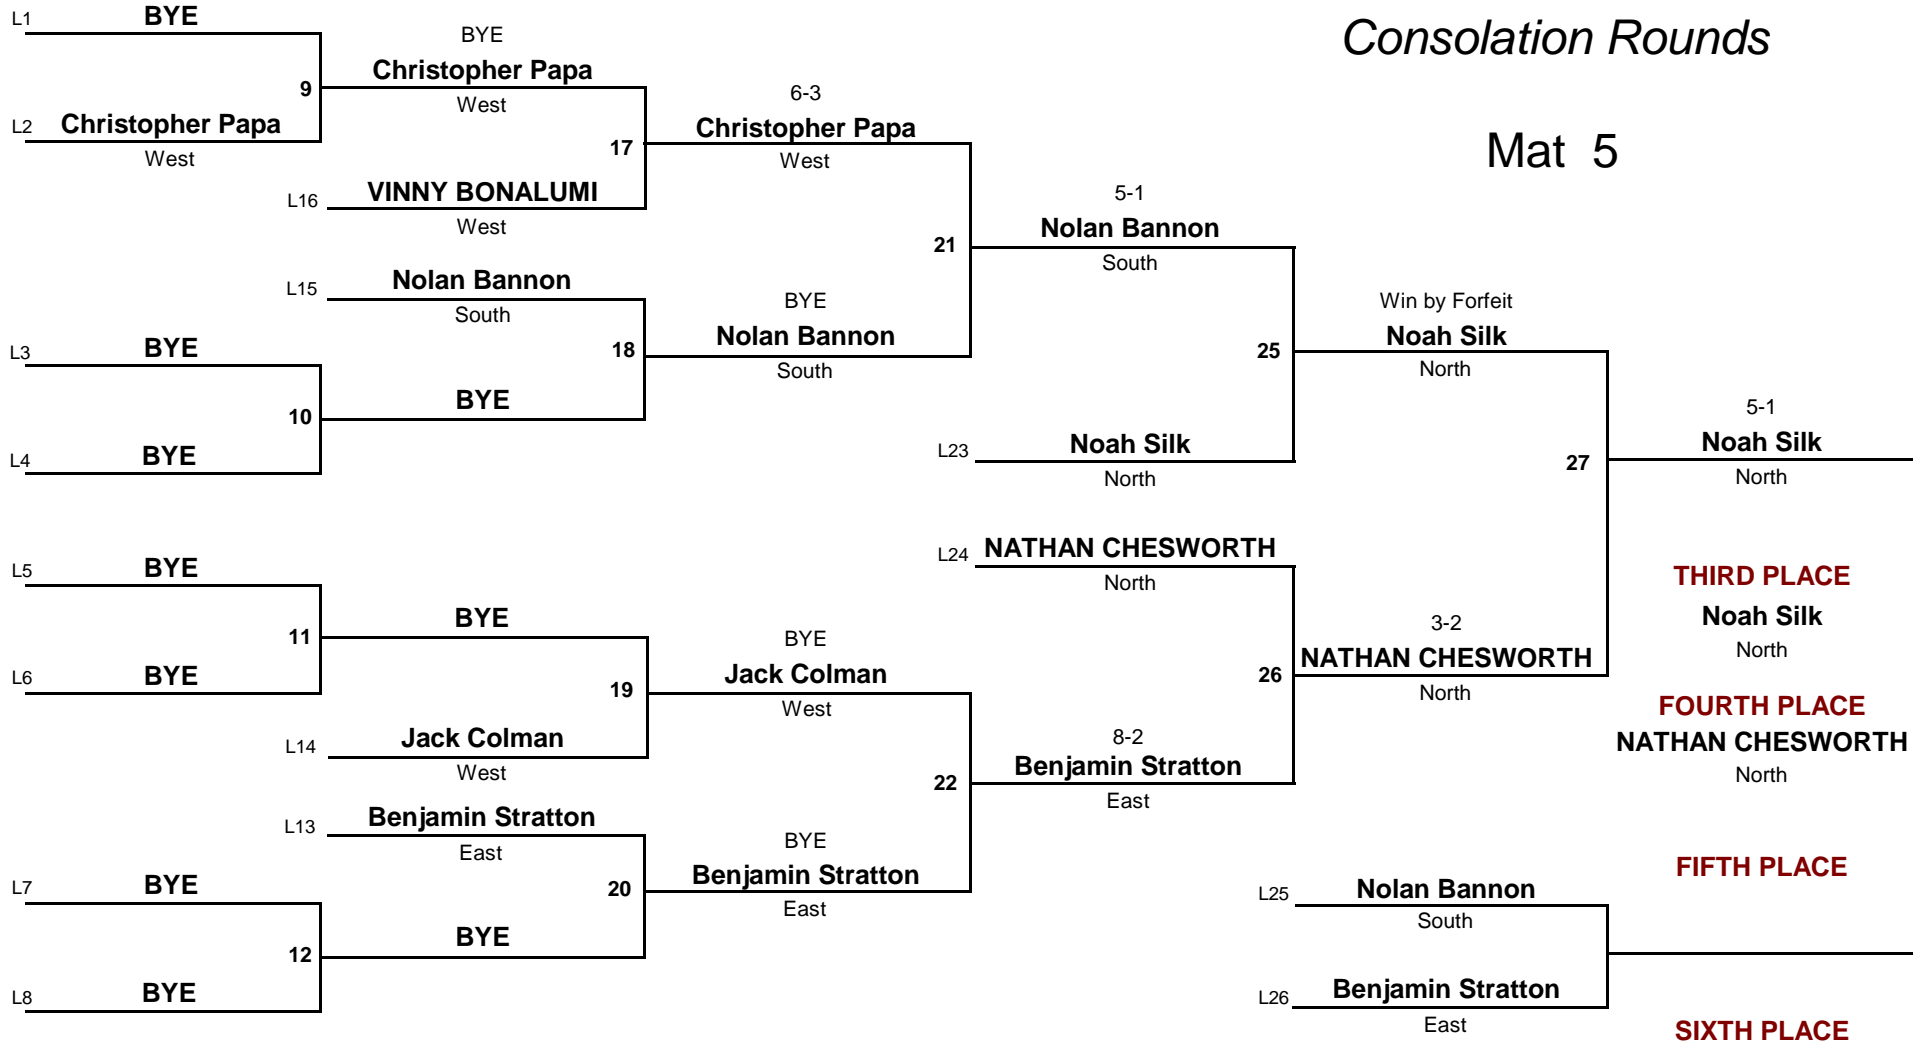 Consolation Rounds
Mat 5
L1 BYE
BYE
Christopher Papa
West
9
L2 Christopher Papa
West
6-3
Christopher Papa
West
17
L16 VINNY BONALUMI
West
5-1
Nolan Bannon
South
21
L15 Nolan Bannon
South
BYE
Nolan Bannon
South
18
L3 BYE
BYE
10
L4 BYE
Win by Forfeit
Noah Silk
North
25
L23 Noah Silk
North
5-1
Noah Silk
North
27
L24 NATHAN CHESWORTH
North
L5 BYE
BYE
11
L6 BYE
BYE
Jack Colman
West
19
L14 Jack Colman
West
3-2
NATHAN CHESWORTH
North
26
8-2
Benjamin Stratton
East
22
L13 Benjamin Stratton
East
BYE
Benjamin Stratton
East
20
L7 BYE
BYE
12
L8 BYE
THIRD PLACE
Noah Silk
North
FOURTH PLACE
NATHAN CHESWORTH
North
FIFTH PLACE
L25 Nolan Bannon
South
L26 Benjamin Stratton
East
SIXTH PLACE